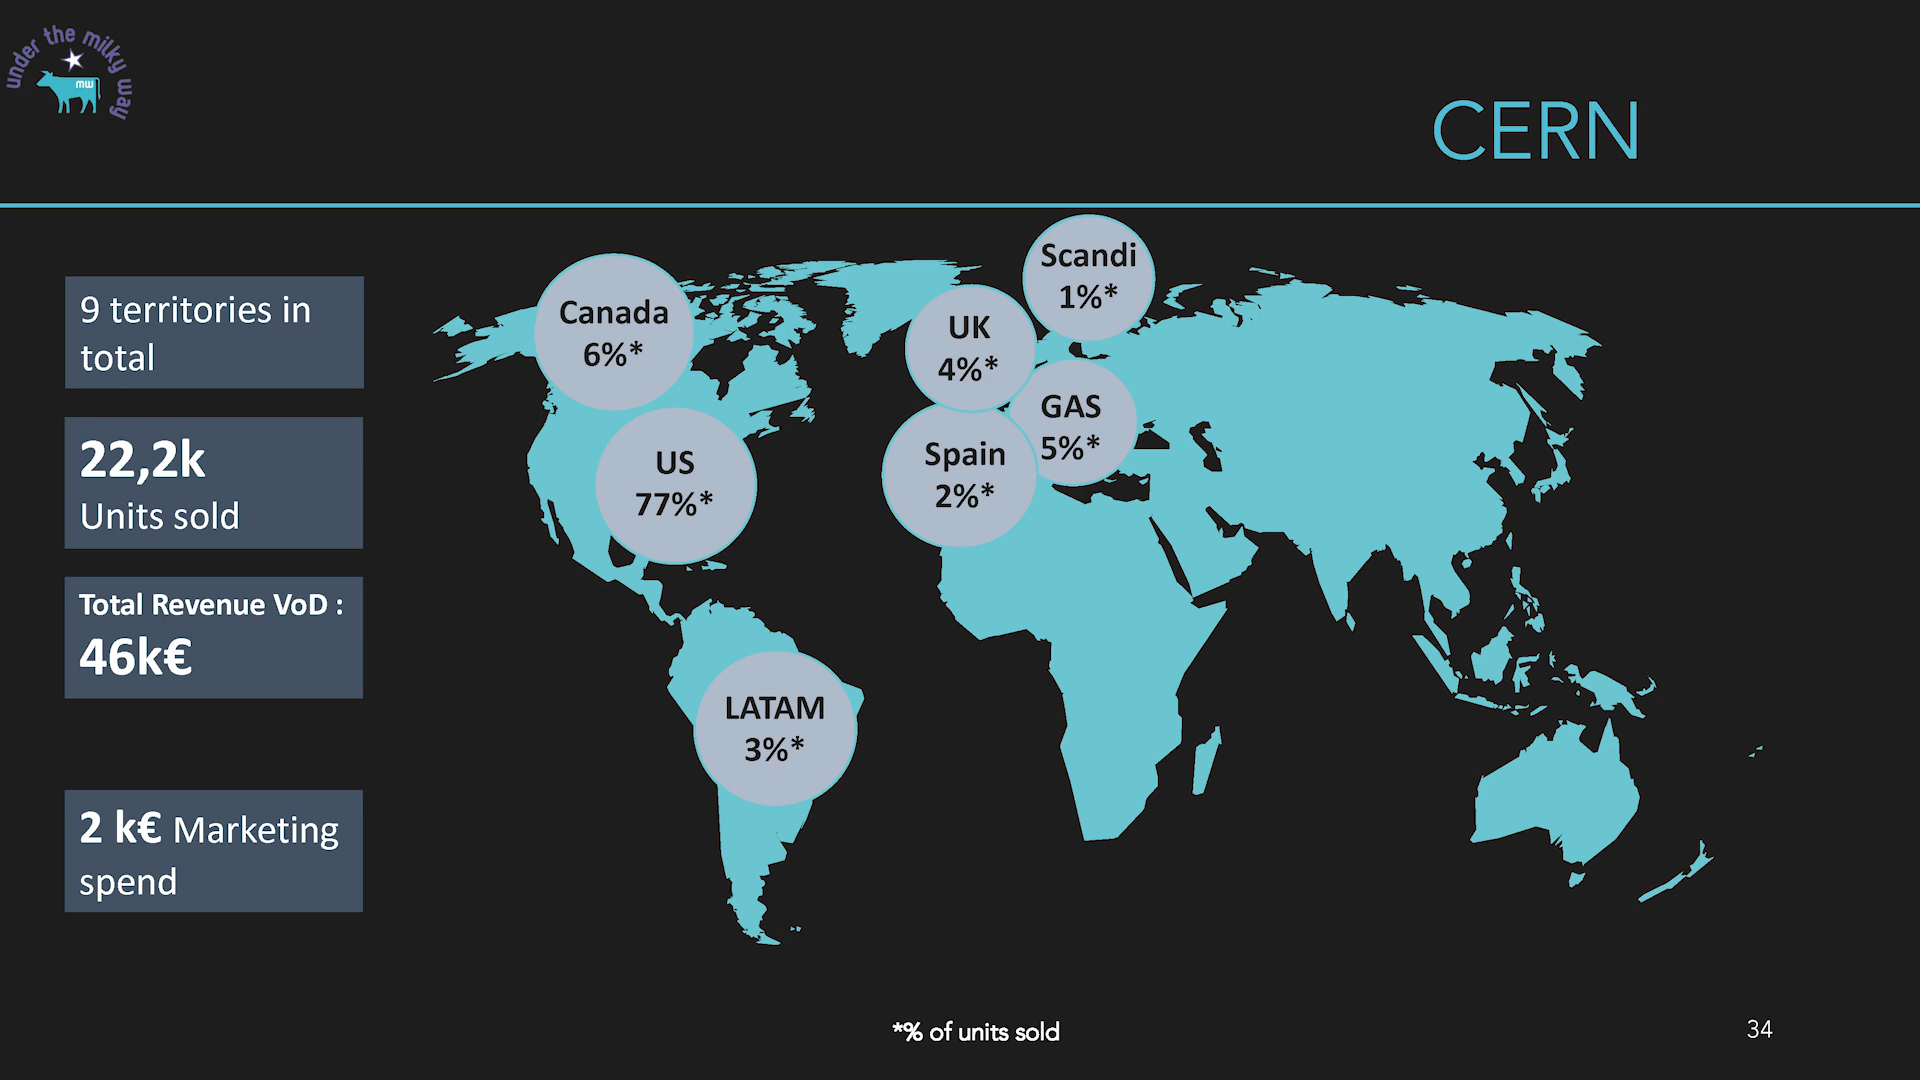 under the milky way
mw
CERN
9 territories in
total
22,2k
Units sold
Total Revenue VoD :
46k€
2 k€ Marketing
spend
Canada
6%*
US
77%*
LATAM
3%*
Scandi
1%*
UK
4%*
GAS
5%*
Spain
2%*
*% of units sold
34